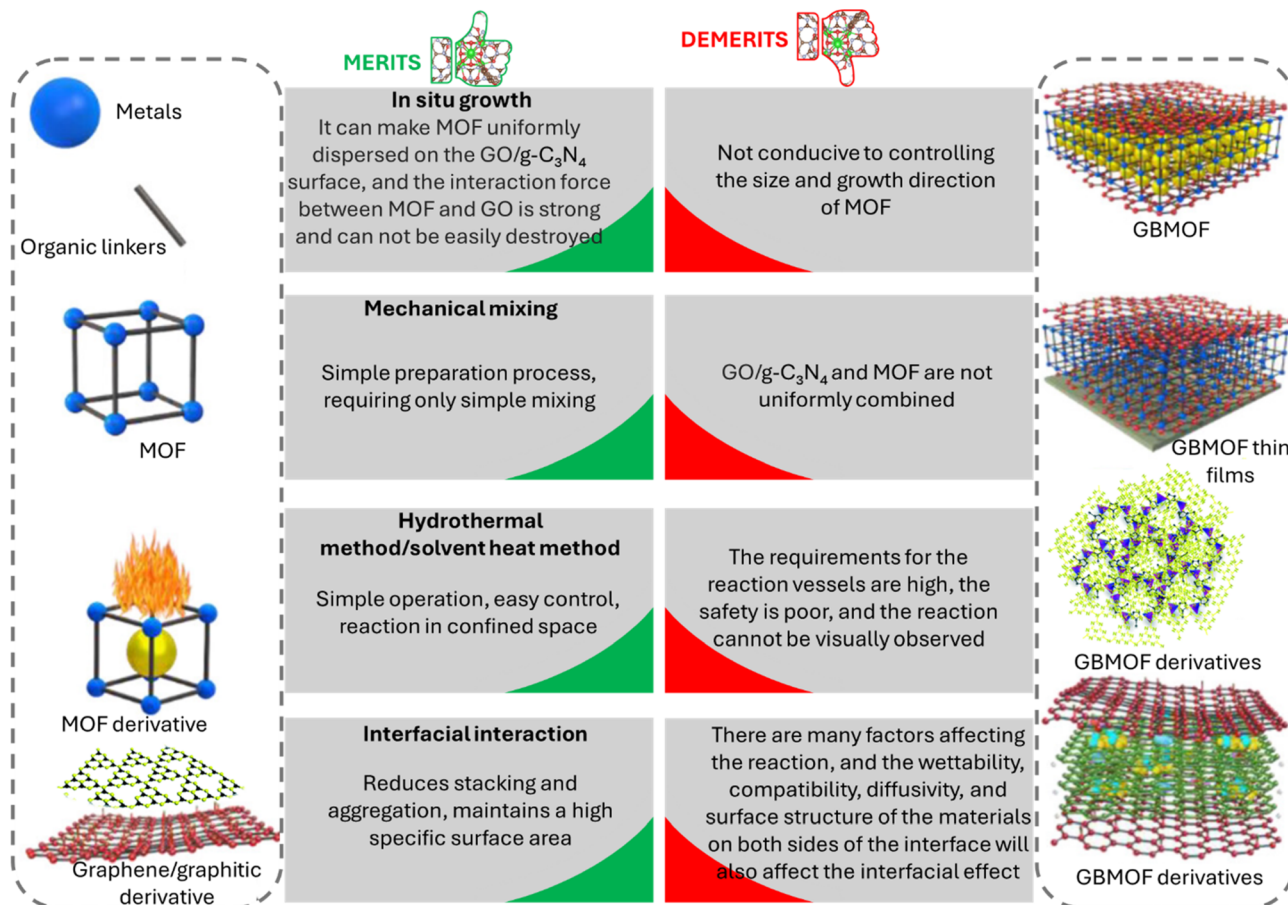 MERITS
DEMERITS
Metals
Organic linkers
MOF
MOF derivative
Graphene/graphitic
derivative
In situ growth
It can make MOF uniformly
dispersed on the GO/g-C₃N₄
surface, and the interaction force
between MOF and GO is strong
and can not be easily destroyed
Not conducive to controlling
the size and growth direction
of MOF
Mechanical mixing
Simple preparation process,
requiring only simple mixing
GO/g-C₃N₄ and MOF are not
uniformly combined
Hydrothermal
method/solvent heat method
Simple operation, easy control,
reaction in confined space
The requirements for the
reaction vessels are high, the
safety is poor, and the reaction
cannot be visually observed
Interfacial interaction
Reduces stacking and
aggregation, maintains a high
specific surface area
There are many factors affecting
the reaction, and the wettability,
compatibility, diffusivity, and
surface structure of the materials
on both sides of the interface will
also affect the interfacial effect
GBMOF
GBMOF thin
films
GBMOF derivatives
GBMOF derivatives